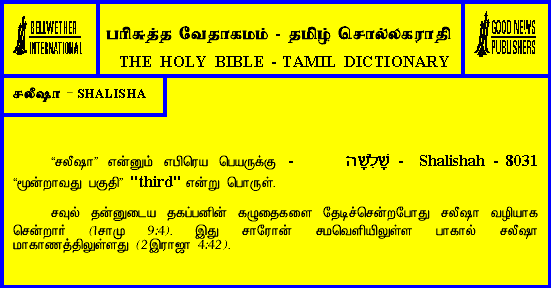 BELLWETHER
INTERNATIONAL
பரிசுத்த வேதாகமம் - தமிழ் சொல்லகராதி
THE HOLY BIBLE - TAMIL DICTIONARY
GOOD NEWS
PUBLISHERS
சலீஷா - SHALISHA
“சலீஷா” என்னும் எபிரெய பெயருக்கு - שָׁלִשָׁה - Shalishah - 8031
“மூன்றாவது பகுதி” "third" என்று பொருள்.
சவுல் தன்னுடைய தகப்பனின் கழுதைகளை தேடிச்சென்றபோது சலீஷா வழியாக
சென்றார் (1சாமு 9:4). இது சாரோன் சமவெளியிலுள்ள பாகால் சலீஷா
மாகாணத்திலுள்ளது (2இராஜா 4:42).